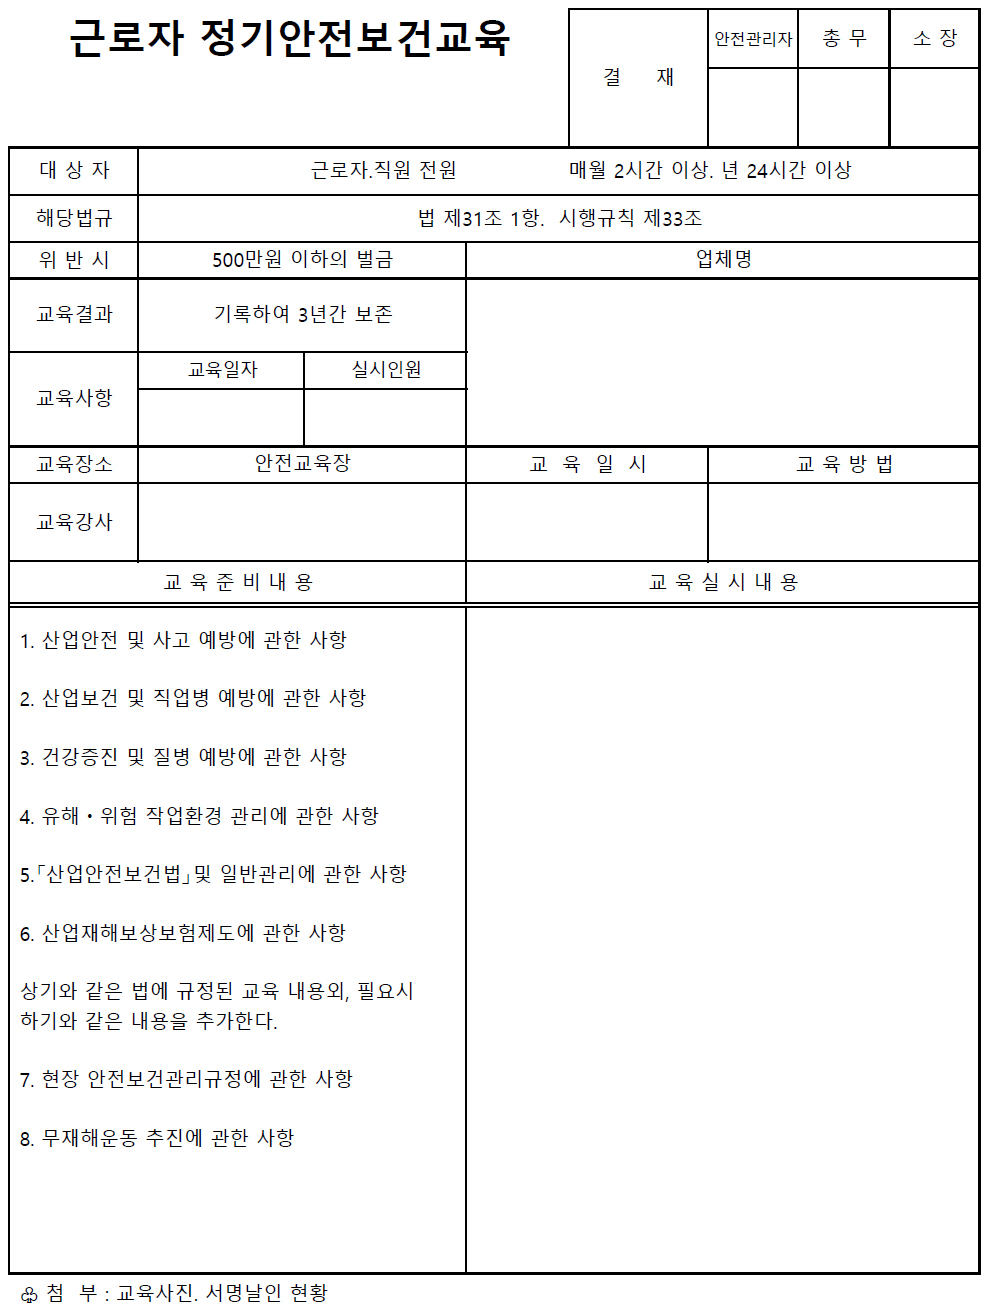 근로자 정기안전보건교육
결 재
안전관리자 총 무 소 장
대 상 자 근로자.직원 전원 매월 2시간 이상. 년 24시간 이상
해당법규 법 제31조 1항. 시행규칙 제33조
위 반 시 500만원 이하의 벌금 업체명
교육결과 기록하여 3년간 보존
교육사항 교육일자 실시인원
교육장소 안전교육장 교 육 일 시 교 육 방 법
교육강사
교 육 준 비 내 용 교 육 실 시 내 용
1. 산업안전 및 사고 예방에 관한 사항
2. 산업보건 및 직업병 예방에 관한 사항
3. 건강증진 및 질병 예방에 관한 사항
4. 유해・위험 작업환경 관리에 관한 사항
5.「산업안전보건법」및 일반관리에 관한 사항
6. 산업재해보상보험제도에 관한 사항
상기와 같은 법에 규정된 교육 내용외, 필요시
하기와 같은 내용을 추가한다.
7. 현장 안전보건관리규정에 관한 사항
8. 무재해운동 추진에 관한 사항
♧ 첨 부 : 교육사진. 서명날인 현황